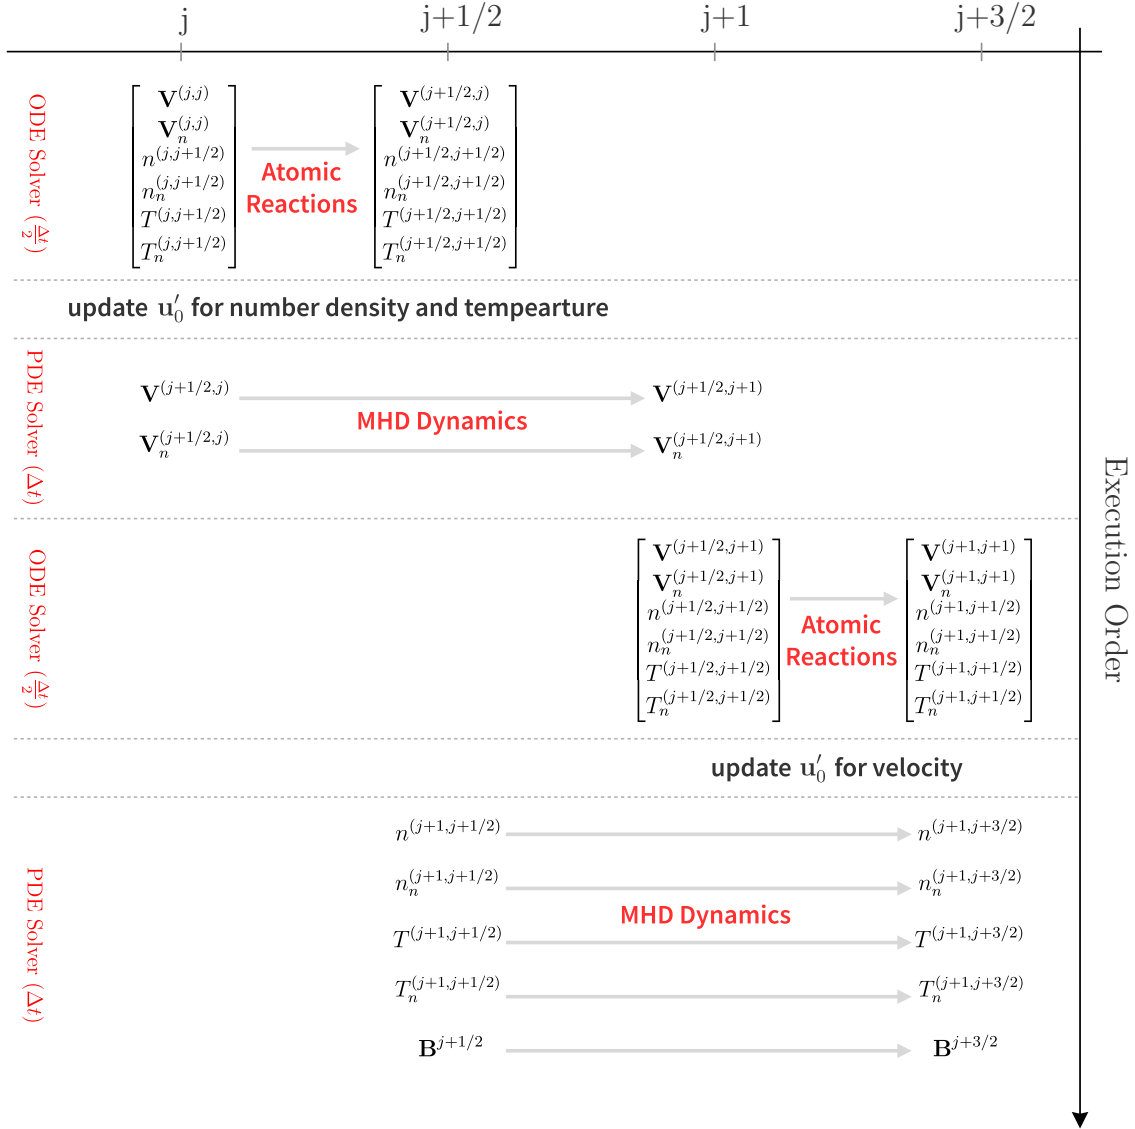 j j+1/2 j+1 j+3/2
ODE Solver (Δt/2)
V^(j,j) V^(j+1/2,j)
V_n^(j,j) V_n^(j+1/2,j)
n^(j,j+1/2) n^(j+1/2,j+1/2)
n_n^(j,j+1/2) n_n^(j+1/2,j+1/2)
T^(j,j+1/2) T^(j+1/2,j+1/2)
T_n^(j,j+1/2) T_n^(j+1/2,j+1/2)
Atomic
Reactions
update u′_0 for number density and tempearture
PDE Solver (Δt)
V^(j+1/2,j) V^(j+1/2,j+1)
MHD Dynamics
V_n^(j+1/2,j) V_n^(j+1/2,j+1)
ODE Solver (Δt/2)
V^(j+1/2,j+1) V^(j+1,j+1)
V_n^(j+1/2,j+1) V_n^(j+1,j+1)
n^(j+1/2,j+1/2) n^(j+1,j+1/2)
n_n^(j+1/2,j+1/2) n_n^(j+1,j+1/2)
T^(j+1/2,j+1/2) T^(j+1,j+1/2)
T_n^(j+1/2,j+1/2) T_n^(j+1,j+1/2)
Atomic
Reactions
update u′_0 for velocity
PDE Solver (Δt)
n^(j+1,j+1/2) n^(j+1,j+3/2)
n_n^(j+1,j+1/2) n_n^(j+1,j+3/2)
MHD Dynamics
T^(j+1,j+1/2) T^(j+1,j+3/2)
T_n^(j+1,j+1/2) T_n^(j+1,j+3/2)
B^j+1/2 B^j+3/2
Execution Order